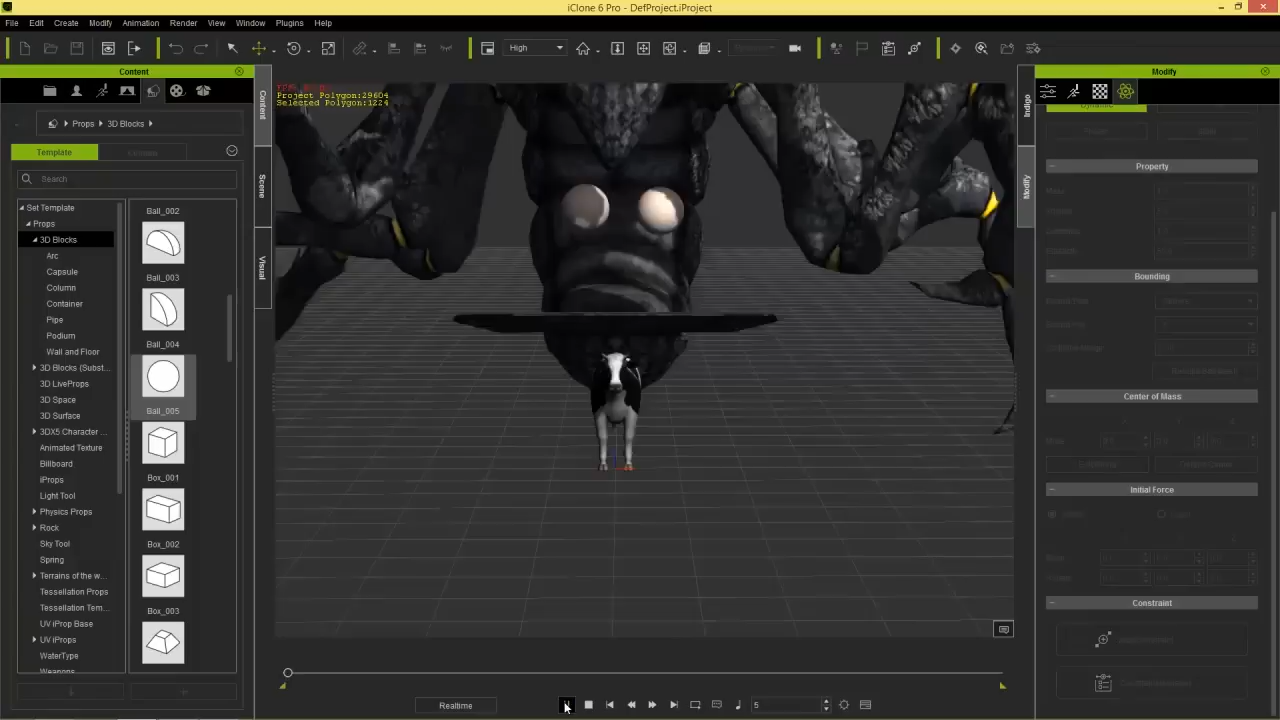 iClone 6 Pro - DefProject.iProject
File Edit Create Modify Animation Render View Window Plugins Help
High
Content
Modify
Project Polygon:29604
Selected Polygon:1224
Content
Scene
Visual
Indigo
Modify
Props 3D Blocks
Template
Custom
Search
Set Template
Props
3D Blocks
Arc
Capsule
Column
Container
Pipe
Podium
Wall and Floor
3D Blocks (Subst...
3D LiveProps
3D Space
3D Surface
3DX5 Character ...
Animated Texture
Billboard
iProps
Light Tool
Physics Props
Rock
Sky Tool
Spring
Terrains of the w...
Tessellation Props
Tessellation Tem...
UV iProp Base
UV iProps
WaterType
Weapons
Ball_002
Ball_003
Ball_004
Ball_005
Box_001
Box_002
Box_003
Dynamic
Property
Bounding
Center of Mass
Initial Force
Constraint
Realtime
5